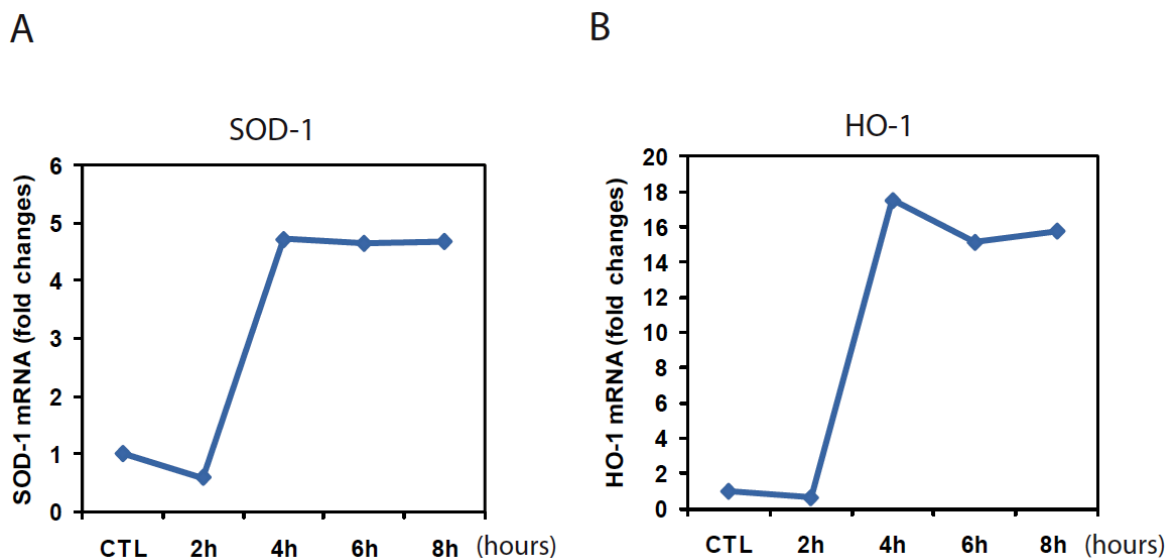 A
SOD-1
SOD-1 mRNA (fold changes)
6
5
4
3
2
1
0
CTL 2h 4h 6h 8h (hours)
B
HO-1
HO-1 mRNA (fold changes)
20
18
16
14
12
10
8
6
4
2
0
CTL 2h 4h 6h 8h (hours)